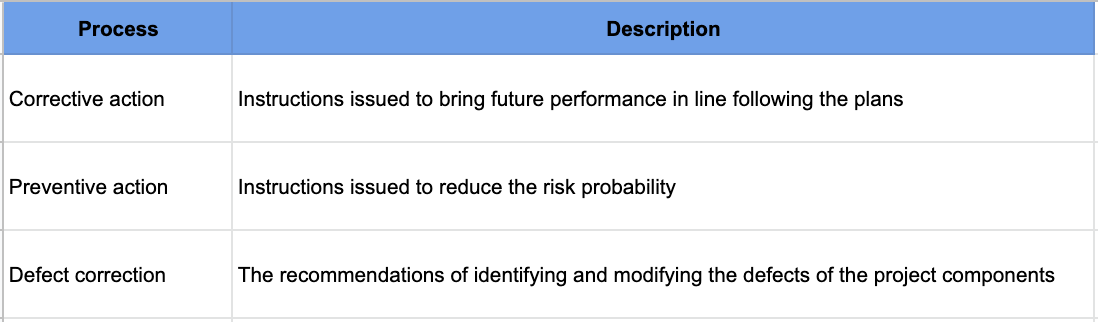 Process Description
Corrective action Instructions issued to bring future performance in line following the plans
Preventive action Instructions issued to reduce the risk probability
Defect correction The recommendations of identifying and modifying the defects of the project components